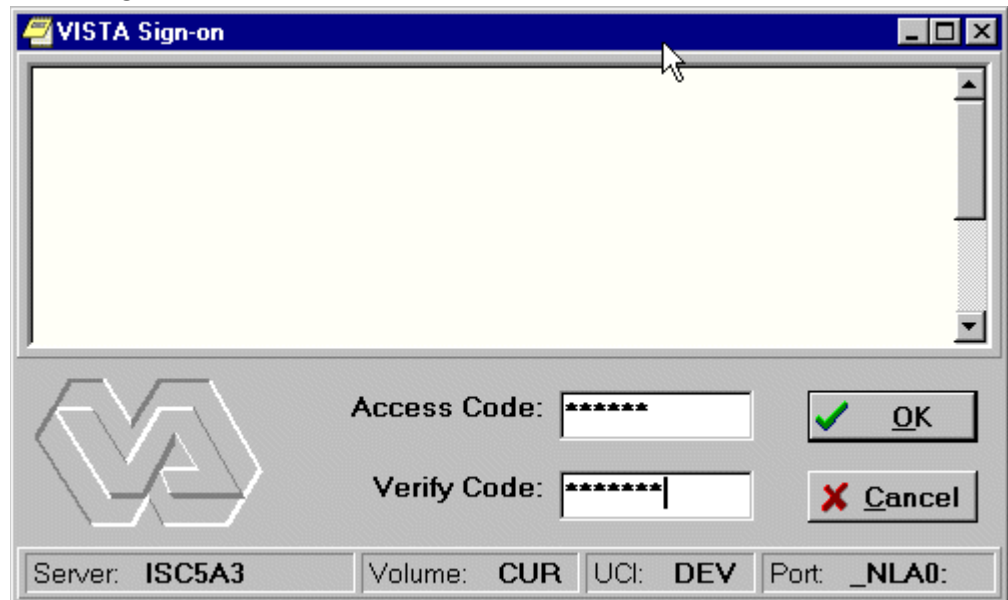 VISTA Sign-on
Access Code: ******
OK
Verify Code: *******
Cancel
Server: ISC5A3 Volume: CUR UCI: DEV Port: _NLA0: